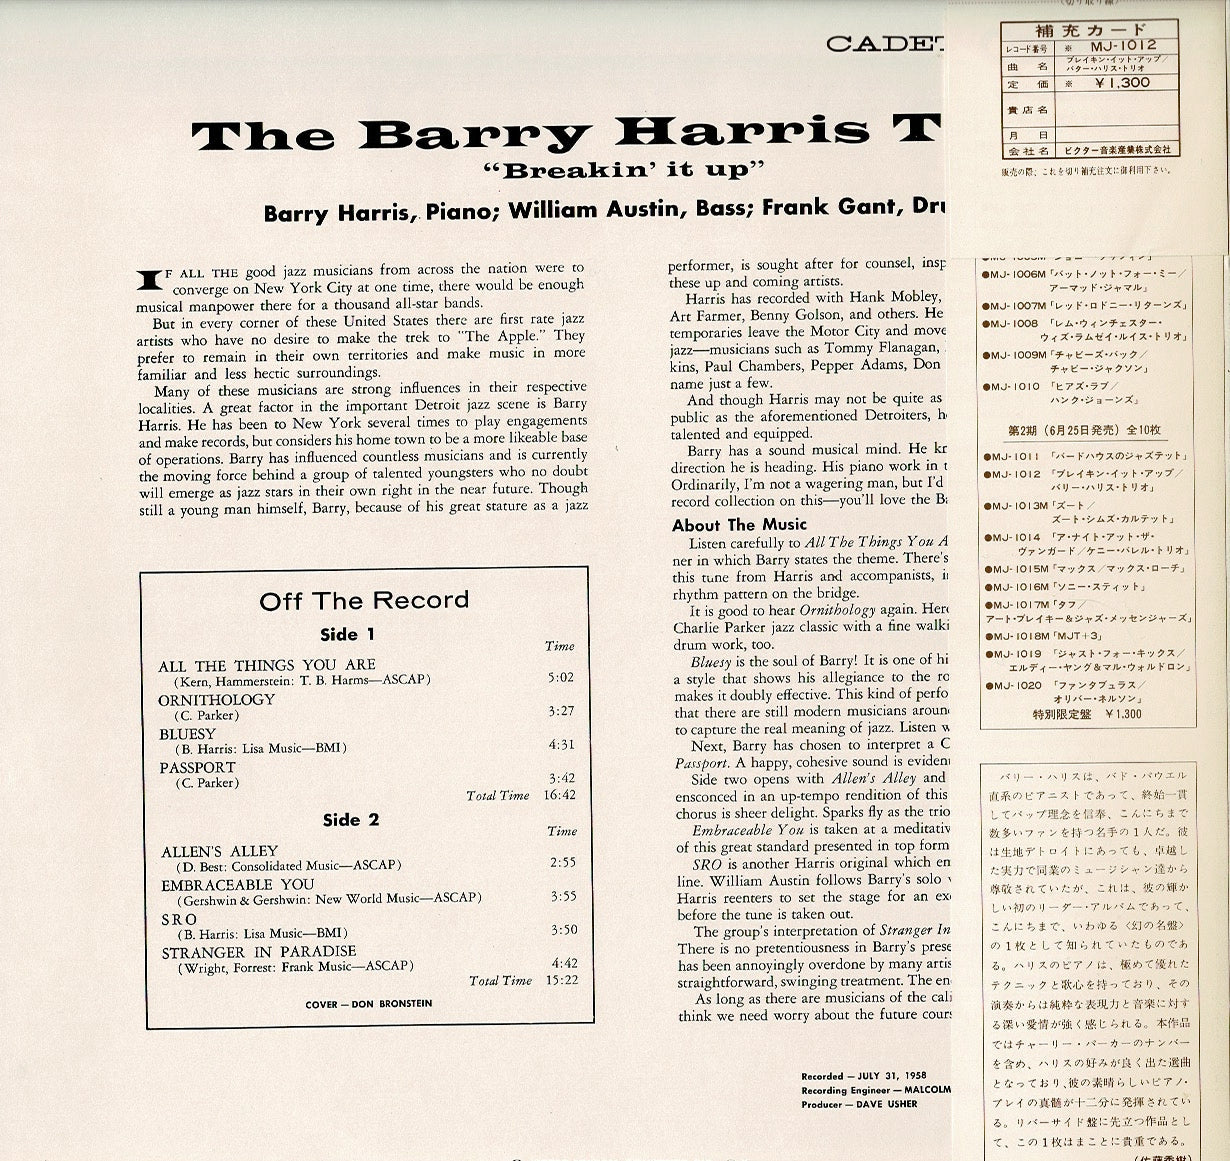 CADET
The Barry Harris T
“Breakin’ it up”
Barry Harris, Piano; William Austin, Bass; Frank Gant, Dru
IF ALL THE good jazz musicians from across the nation were to
converge on New York City at one time, there would be enough
musical manpower there for a thousand all-star bands.
But in every corner of these United States there are first rate jazz
artists who have no desire to make the trek to "The Apple." They
prefer to remain in their own territories and make music in more
familiar and less hectic surroundings.
Many of these musicians are strong influences in their respective
localities. A great factor in the important Detroit jazz scene is Barry
Harris. He has been to New York several times to play engagements
and make records, but considers his home town to be a more likeable base
of operations. Barry has influenced countless musicians and is currently
the moving force behind a group of talented youngsters who no doubt
will emerge as jazz stars in their own right in the near future. Though
still a young man himself, Barry, because of his great stature as a jazz
Off The Record
Side 1
Time
ALL THE THINGS YOU ARE
(Kern, Hammerstein: T. B. Harms—ASCAP) 5:02
ORNITHOLOGY
(C. Parker) 3:27
BLUESY
(B. Harris: Lisa Music—BMI) 4:31
PASSPORT
(C. Parker) 3:42
Total Time 16:42
Side 2
Time
ALLEN'S ALLEY
(D. Best: Consolidated Music—ASCAP) 2:55
EMBRACEABLE YOU
(Gershwin & Gershwin: New World Music—ASCAP) 3:55
SRO
(B. Harris: Lisa Music—BMI) 3:50
STRANGER IN PARADISE
(Wright, Forrest: Frank Music—ASCAP) 4:42
Total Time 15:22
COVER — DON BRONSTEIN
performer, is sought after for counsel, insp
these up and coming artists.
Harris has recorded with Hank Mobley,
Art Farmer, Benny Golson, and others. He
temporaries leave the Motor City and move
jazz—musicians such as Tommy Flanagan,
kins, Paul Chambers, Pepper Adams, Don
name just a few.
And though Harris may not be quite as
public as the aforementioned Detroiters, he
talented and equipped.
Barry has a sound musical mind. He kr
direction he is heading. His piano work in t
Ordinarily, I'm not a wagering man, but I'd
record collection on this—you'll love the Ba
About The Music
Listen carefully to All The Things You A
ner in which Barry states the theme. There's
this tune from Harris and accompanists, in
rhythm pattern on the bridge.
It is good to hear Ornithology again. Here
Charlie Parker jazz classic with a fine walki
drum work, too.
Bluesy is the soul of Barry! It is one of hi
a style that shows his allegiance to the ro
makes it doubly effective. This kind of perfo
that there are still modern musicians aroun
to capture the real meaning of jazz. Listen w
Next, Barry has chosen to interpret a C
Passport. A happy, cohesive sound is eviden
Side two opens with Allen's Alley and
ensconced in an up-tempo rendition of this
chorus is sheer delight. Sparks fly as the trio
Embraceable You is taken at a meditativ
of this great standard presented in top form
SRO is another Harris original which en
line. William Austin follows Barry's solo
Harris reenters to set the stage for an exc
before the tune is taken out.
The group's interpretation of Stranger In
There is no pretentiousness in Barry's prese
has been annoyingly overdone by many artis
straightforward, swinging treatment. The en
As long as there are musicians of the cali
think we need worry about the future cours
Recorded — JULY 31, 1958
Recording Engineer — MALCOLM
Producer — DAVE USHER
(切り取り線)
補充カード
レコード番号 ※ MJ-1012
曲名 ブレイキン・イット・アップ/
バリー・ハリス・トリオ
定価 ※ ¥1,300
貴店名
月 日
会社名 ビクター音楽産業株式会社
販売の際、これを切り補充注文に御利用下さい。
●MJ-1006M「バット・ノット・フォー・ミー/
アーマッド・ジャマル」
●MJ-1007M「レッド・ロドニー・リターンズ」
●MJ-1008 「レム・ウィンチェスター・
ウィズ・ラムゼイ・ルイス・トリオ」
●MJ-1009M「チャビーズ・バック/
チャビー・ジャクソン」
●MJ-1010 「ヒアズ・ラブ/
ハンク・ジョーンズ」
第2期(6月25日発売)全10枚
●MJ-1011 「バードハウスのジャズテット」
●MJ-1012 「ブレイキン・イット・アップ/
バリー・ハリス・トリオ」
●MJ-1013M「ズート/
ズート・シムズ・カルテット」
●MJ-1014 「ア・ナイト・アット・ザ・
ヴァンガード/ケニー・バレル・トリオ」
●MJ-1015M「マックス/マックス・ローチ」
●MJ-1016M「ソニー・スティット」
●MJ-1017M「タフ/
アート・ブレイキー&ジャズ・メッセンジャーズ」
●MJ-1018M「MJT+3」
●MJ-1019 「ジャスト・フォー・キックス/
エルディー・ヤング&マル・ウォルドロン」
●MJ-1020 「ファンタブュラス/
オリバー・ネルソン」
特別限定盤 ¥1,300
バリー・ハリスは、バド・パウエル
直系のピアニストであって、終始一貫
してバップ理念を信奉、こんにちまで
数多いファンを持つ名手の1人だ。彼
は生地デトロイトにあっても、卓越し
た実力で同業のミュージシャン達から
尊敬されていたが、これは、彼の輝か
しい初のリーダー・アルバムであって、
こんにちまで、いわゆる〈幻の名盤〉
の1枚として知られていたものであ
る。ハリスのピアノは、極めて優れた
テクニックと歌心を持っており、その
演奏からは純粋な表現力と音楽に対す
る深い愛情が強く感じられる。本作品
ではチャーリー・パーカーのナンバー
を含め、ハリスの好みが良く出た選曲
となっており、彼の素晴らしいピアノ・
プレイの真髄が十二分に発揮されてい
る。リバーサイド盤に先立つ作品とし
て、この1枚はまことに貴重である。